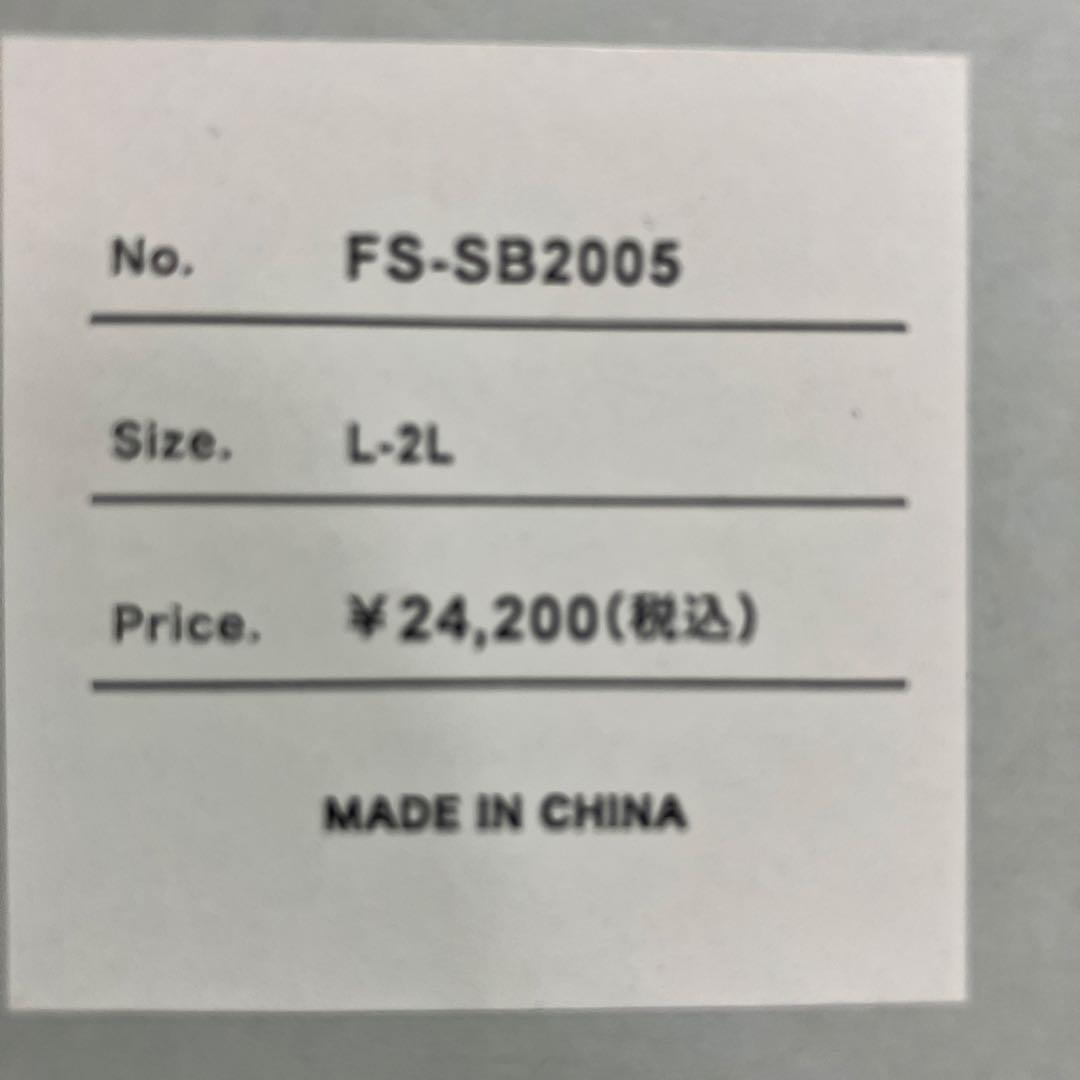 No. FS-SB2005
Size. L-2L
Price. ¥24,200(税込)
MADE IN CHINA